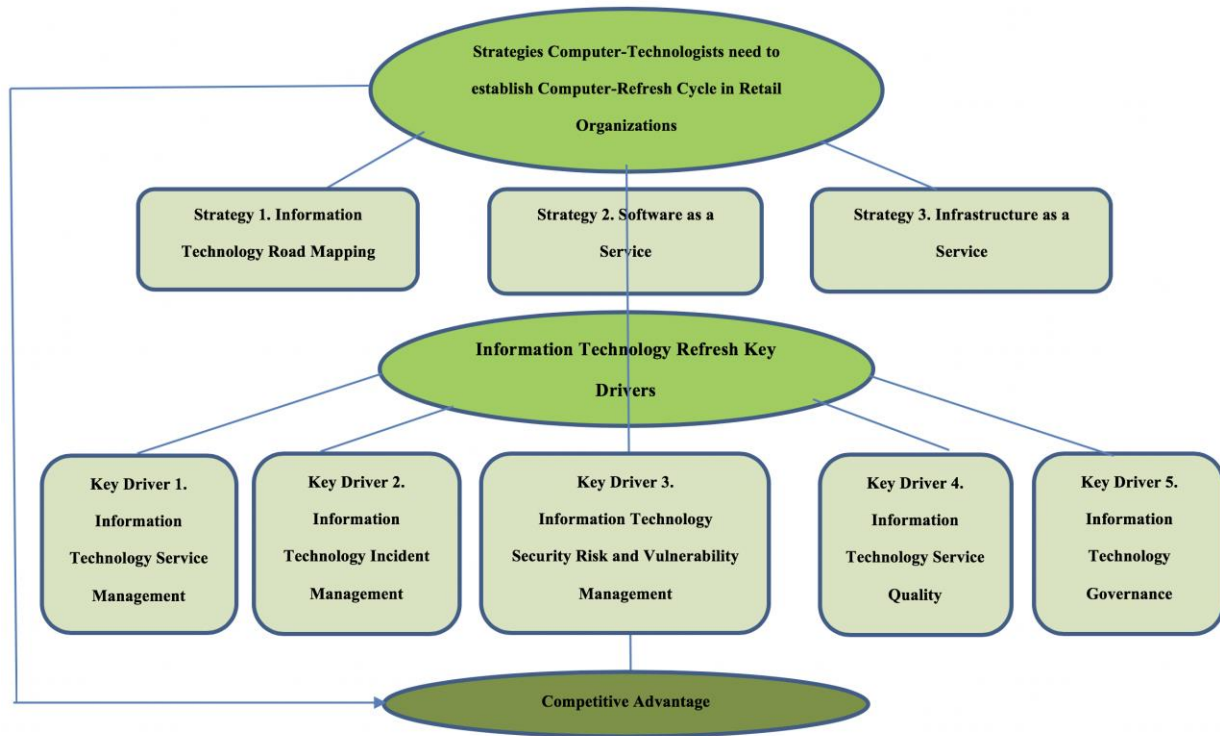 Strategies Computer-Technologists need to
establish Computer-Refresh Cycle in Retail
Organizations
Strategy 1. Information
Technology Road Mapping
Strategy 2. Software as a
Service
Strategy 3. Infrastructure as a
Service
Information Technology Refresh Key
Drivers
Key Driver 1.
Information
Technology Service
Management
Key Driver 2.
Information
Technology Incident
Management
Key Driver 3.
Information Technology
Security Risk and Vulnerability
Management
Key Driver 4.
Information
Technology Service
Quality
Key Driver 5.
Information
Technology
Governance
Competitive Advantage